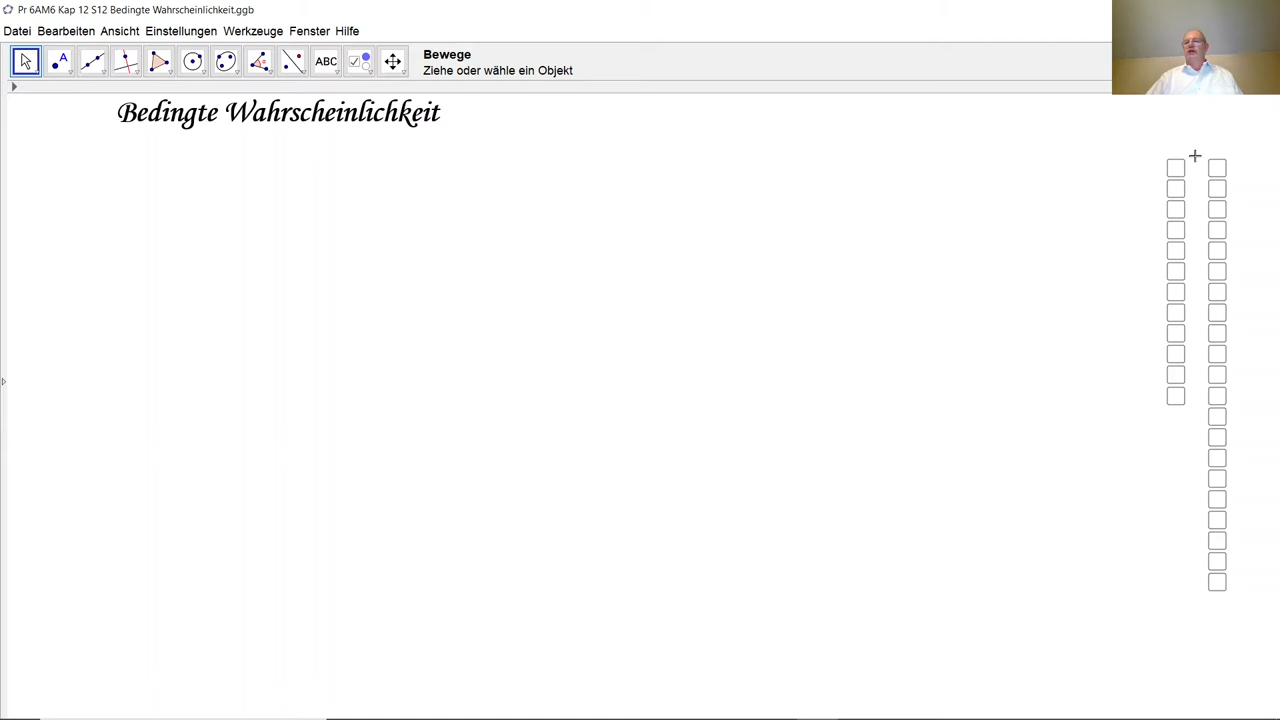 Pr 6AM6 Kap 12 S12 Bedingte Wahrscheinlichkeit.ggb
Datei Bearbeiten Ansicht Einstellungen Werkzeuge Fenster Hilfe
A
ABC
Bewege
Ziehe oder wähle ein Objekt
Bedingte Wahrscheinlichkeit